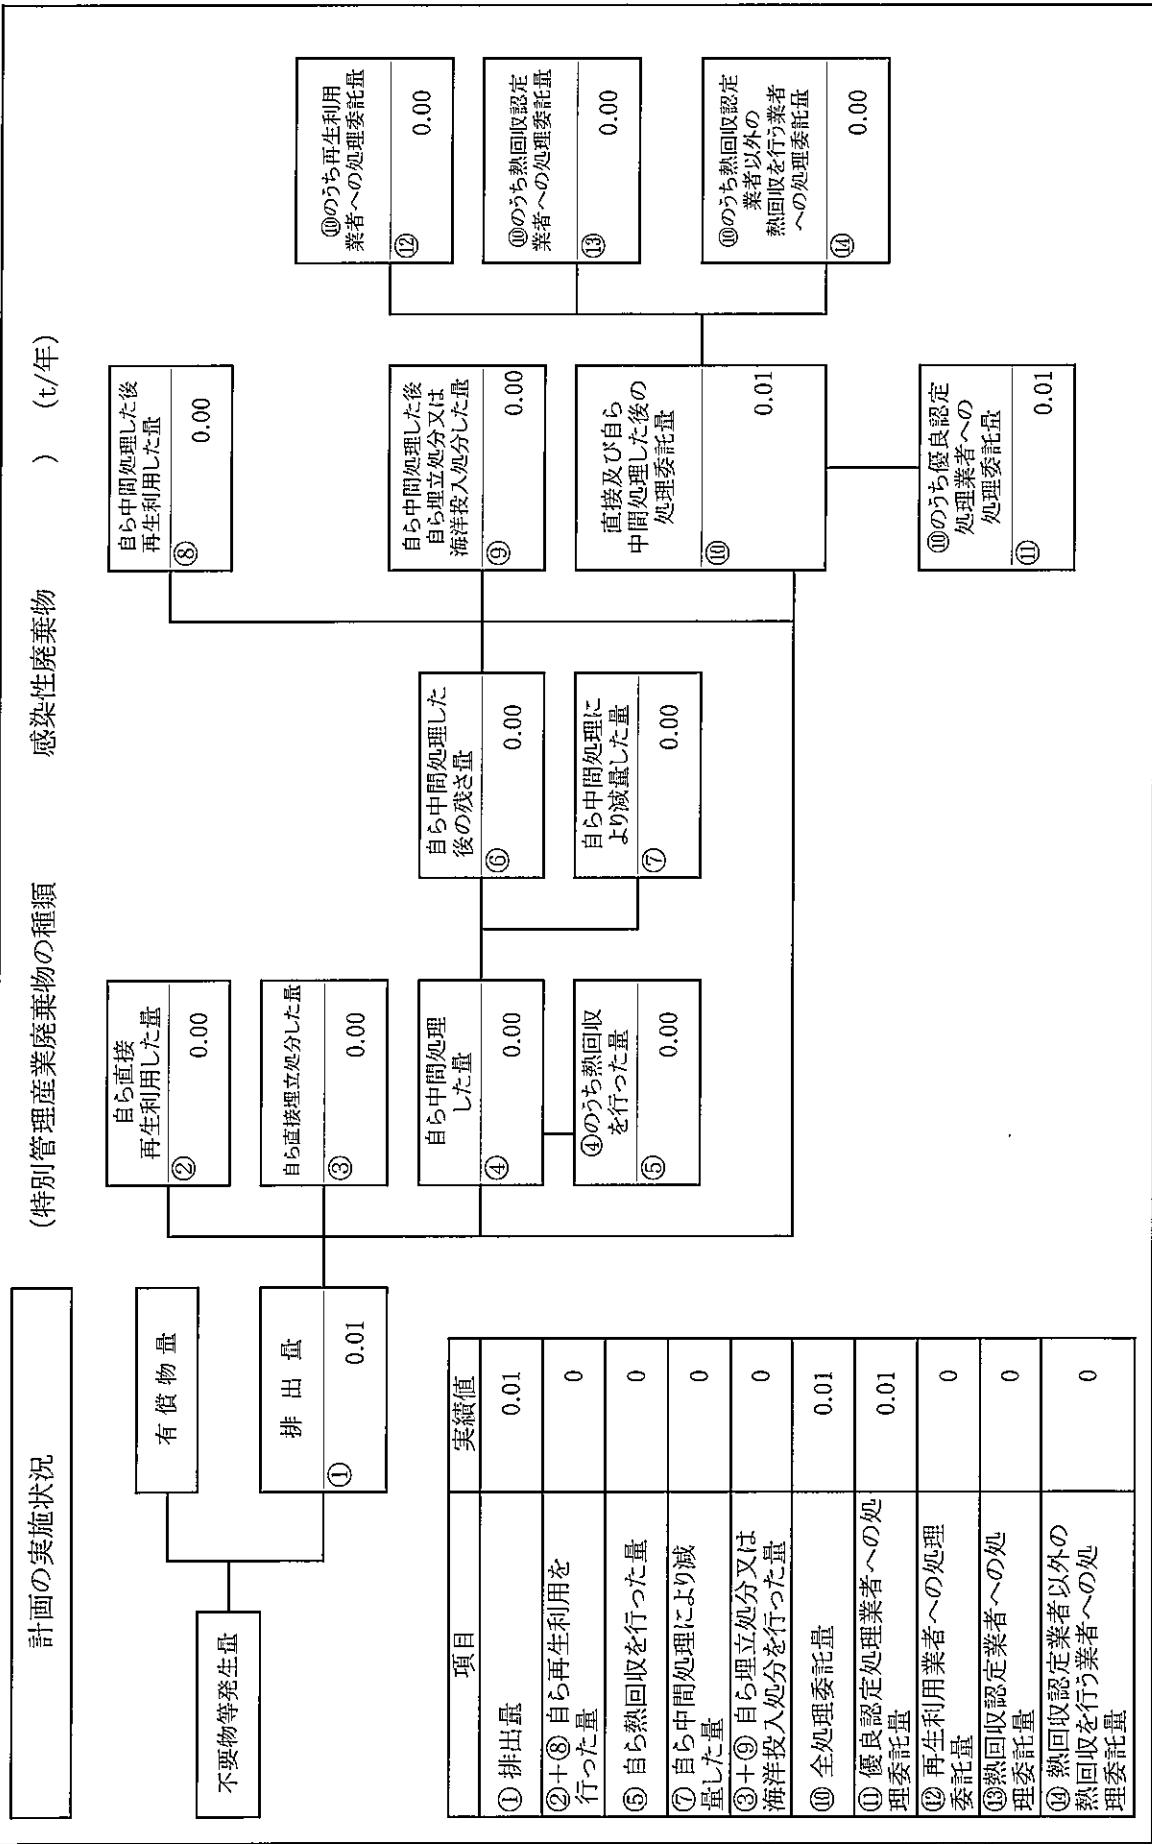 計画の実施状況
(特別管理産業廃棄物の種類
感染性廃棄物
)
(t/年)
不要物等発生量
有償物量
排出量
① 0.01
自ら直接
再生利用した量
② 0.00
自ら直接埋立処分した量
③ 0.00
自ら中間処理
した量
④ 0.00
④のうち熱回収
を行った量
⑤ 0.00
自ら中間処理した
後の残さ量
⑥ 0.00
自ら中間処理に
より減量した量
⑦ 0.00
自ら中間処理した後
再生利用した量
⑧ 0.00
自ら中間処理した後
自ら埋立処分又は
海洋投入処分した量
⑨ 0.00
直接及び自ら
中間処理した後の
処理委託量
⑩ 0.01
⑩のうち優良認定
処理業者への
処理委託量
⑪ 0.01
⑩のうち再生利用
業者への処理委託量
⑫ 0.00
⑩のうち熱回収認定
業者への処理委託量
⑬ 0.00
⑩のうち熱回収認定
業者以外の
熱回収を行う業者
への処理委託量
⑭ 0.00
項目 実績値
① 排出量 0.01
②+⑧ 自ら再生利用を
行った量 0
⑤ 自ら熱回収を行った量 0
⑦ 自ら中間処理により減
量した量 0
③+⑨ 自ら埋立処分又は
海洋投入処分を行った量 0
⑩ 全処理委託量 0.01
⑪ 優良認定処理業者への処
理委託量 0.01
⑫ 再生利用業者への処理
委託量 0
⑬熱回収認定業者への処
理委託量 0
⑭ 熱回収認定業者以外の
熱回収を行う業者への処
理委託量 0